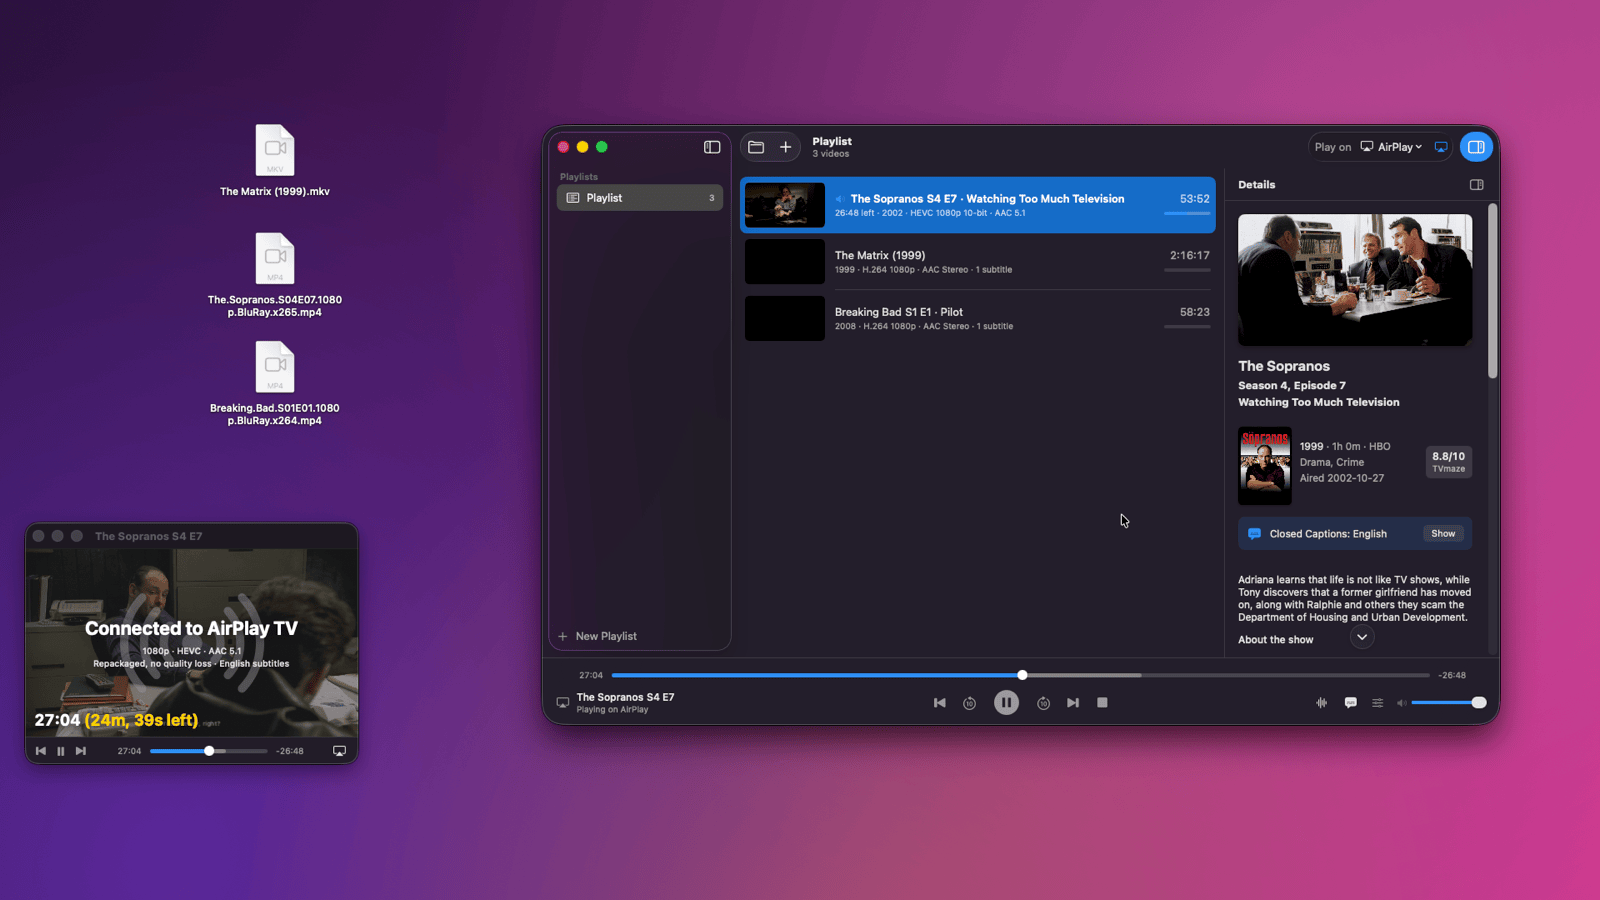 MKV
The Matrix (1999).mkv
MP4
The.Sopranos.S04E07.1080
p.BluRay.x265.mp4
MP4
Breaking.Bad.S01E01.1080
p.BluRay.x264.mp4
The Sopranos S4 E7
Connected to AirPlay TV
1080p · HEVC · AAC 5.1
Repackaged, no quality loss · English subtitles
27:04 (24m, 39s left) right?
27:04
-26:48
Playlists
Playlist
3
New Playlist
Playlist
3 videos
Play on AirPlay
The Sopranos S4 E7 · Watching Too Much Television
53:52
26:48 left · 2002 · HEVC 1080p 10-bit · AAC 5.1
The Matrix (1999)
2:16:17
1999 · H.264 1080p · AAC Stereo · 1 subtitle
Breaking Bad S1 E1 · Pilot
58:23
2008 · H.264 1080p · AAC Stereo · 1 subtitle
Details
The Sopranos
Season 4, Episode 7
Watching Too Much Television
Sopranos
1999 · 1h 0m · HBO
Drama, Crime
Aired 2002-10-27
8.8/10
TVmaze
Closed Captions: English
Show
Adriana learns that life is not like TV shows, while
Tony discovers that a former girlfriend has moved
on, along with Ralphie and others they scam the
Department of Housing and Urban Development.
About the show
27:04
-26:48
The Sopranos S4 E7
Playing on AirPlay
10
10